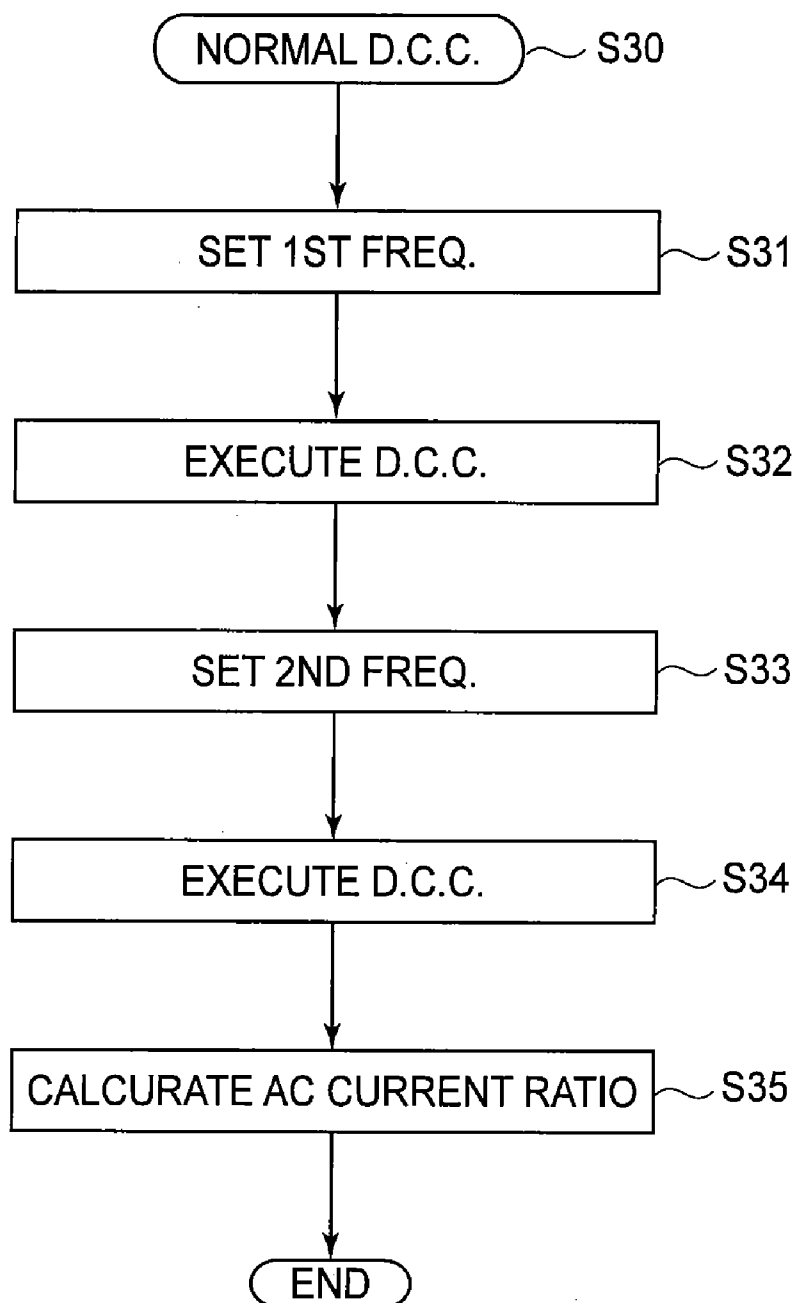 NORMAL D.C.C. S30
SET 1ST FREQ. S31
EXECUTE D.C.C. S32
SET 2ND FREQ. S33
EXECUTE D.C.C. S34
CALCURATE AC CURRENT RATIO S35
END